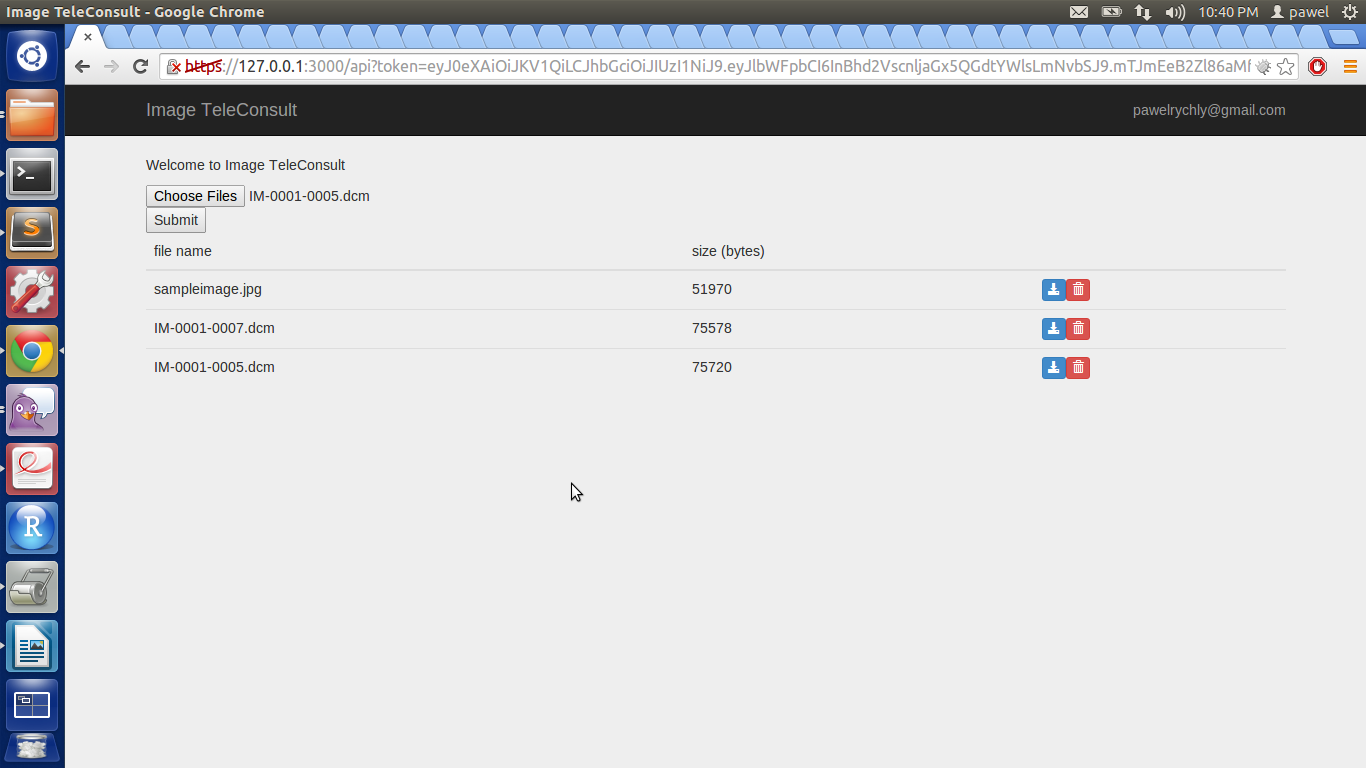 Image TeleConsult - Google Chrome
10:40 PM pawel
https://127.0.0.1:3000/api?token=eyJ0eXAiOiJKV1QiLCJhbGciOiJIUzI1NiJ9.eyJlbWFpbCI6InBhd2VscnljaGx5QGdtYWlsLmNvbSJ9.mTJmEeB2Zl86aMf
Image TeleConsult
pawelrychly@gmail.com
Welcome to Image TeleConsult
Choose Files IM-0001-0005.dcm
Submit
file name size (bytes)
sampleimage.jpg 51970
IM-0001-0007.dcm 75578
IM-0001-0005.dcm 75720
S
R